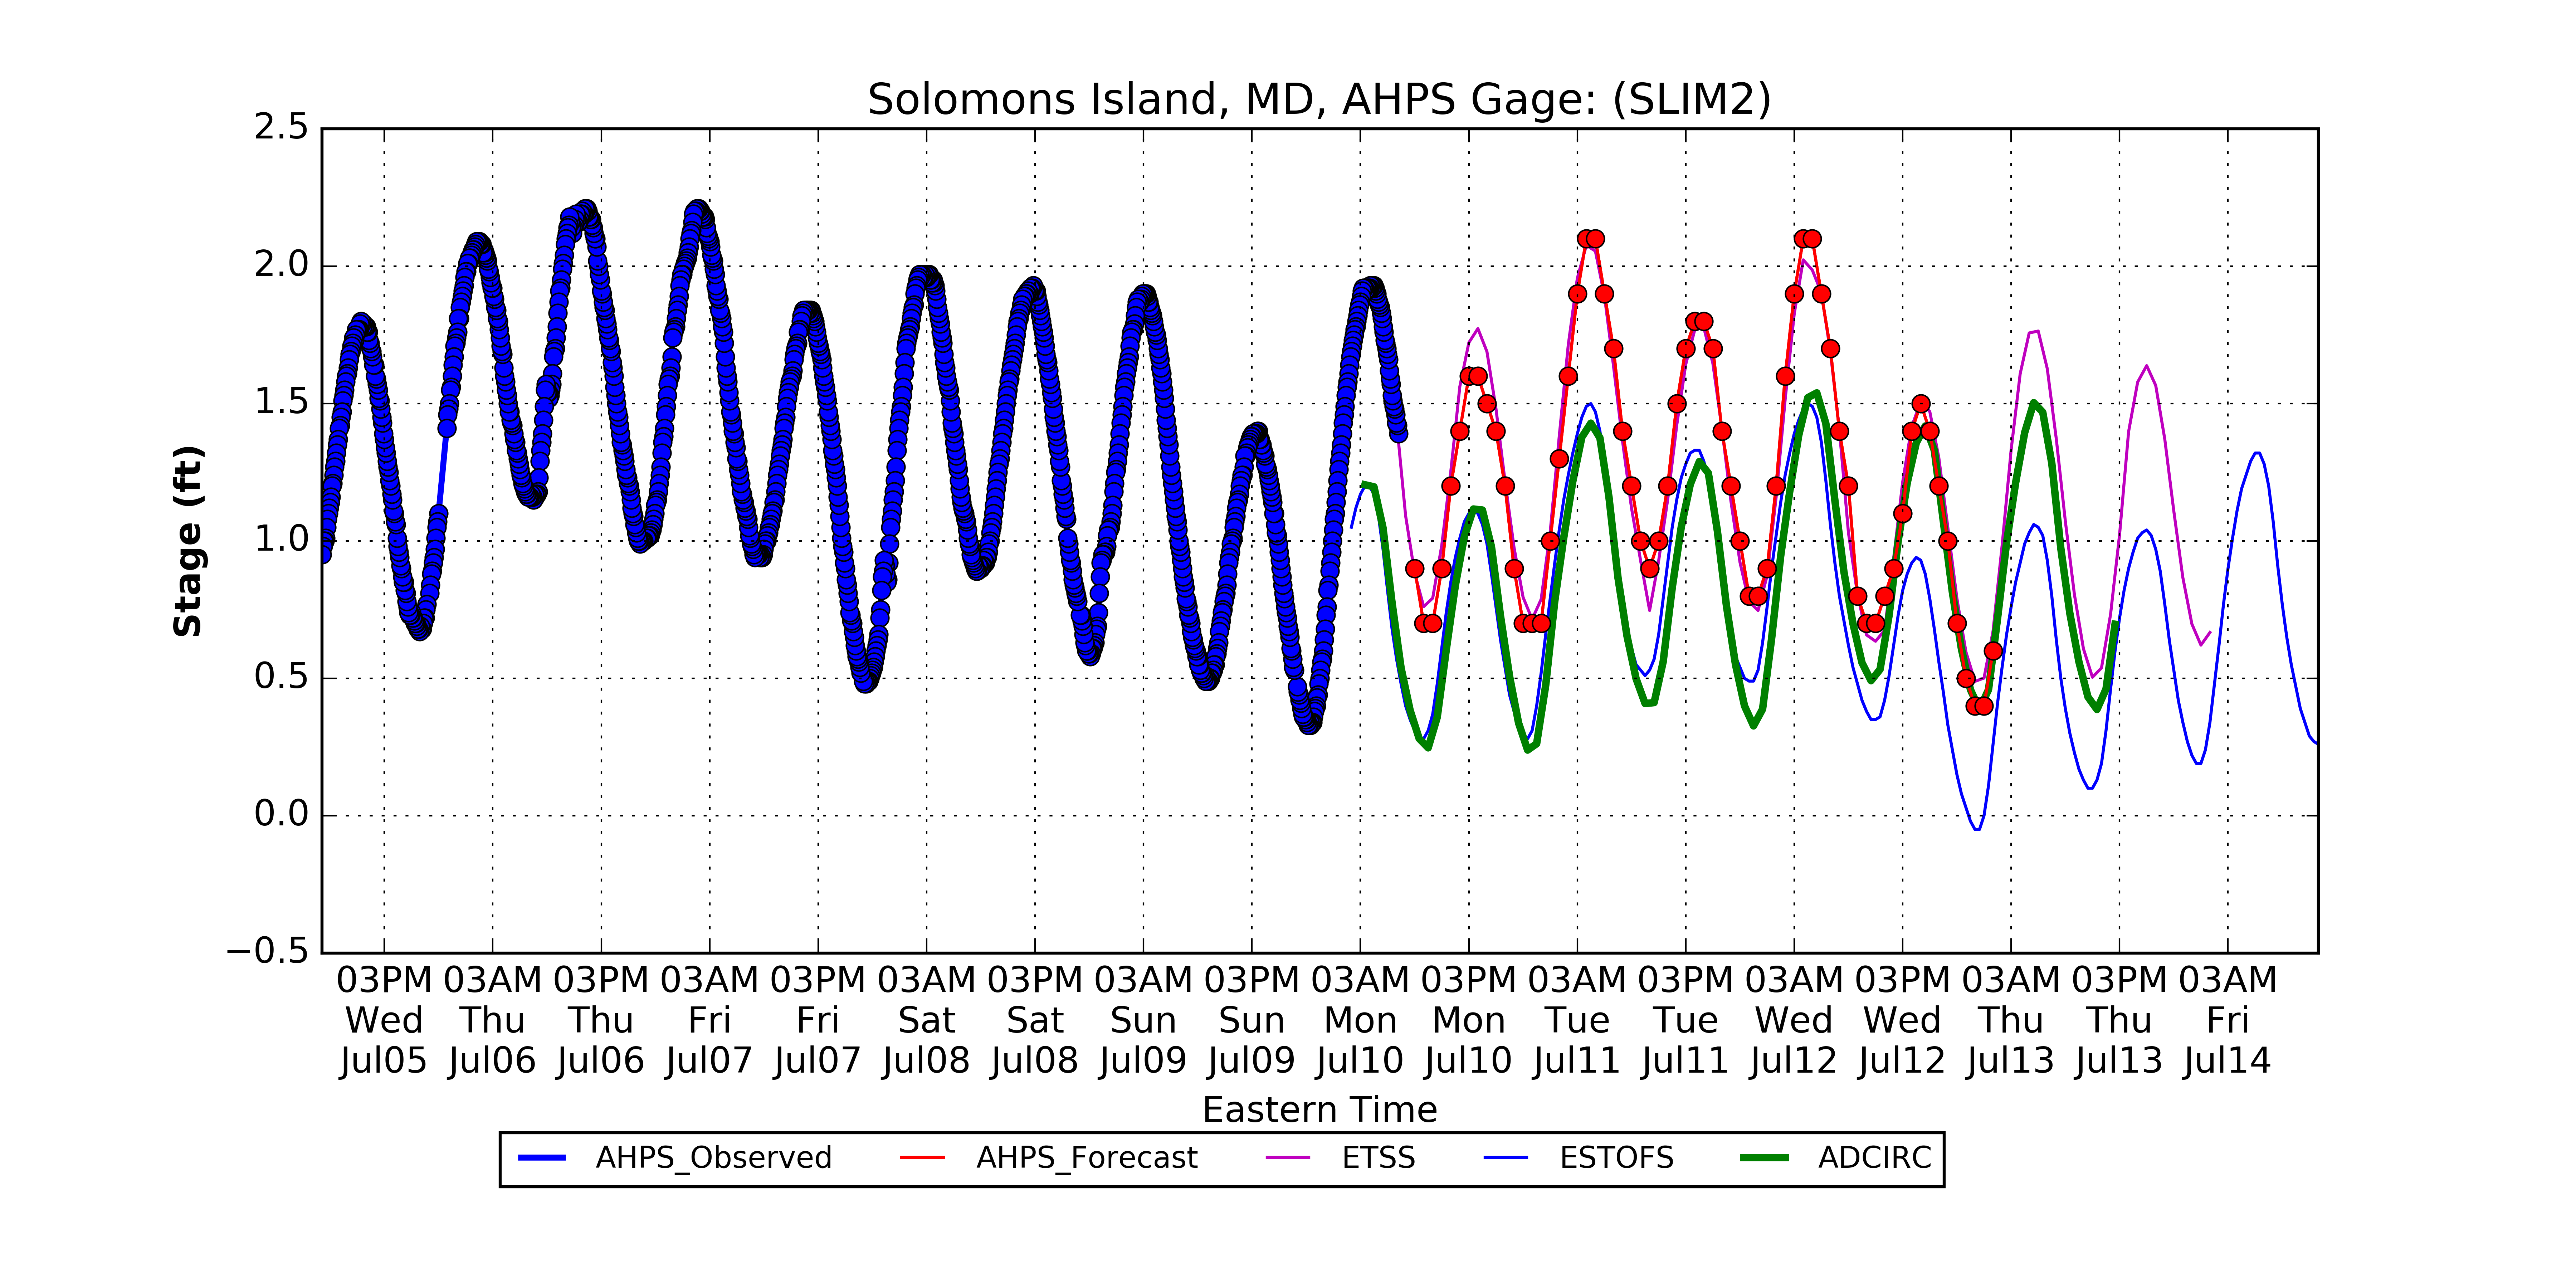 Solomons Island, MD, AHPS Gage: (SLIM2)
2.5
2.0
1.5
1.0
0.5
0.0
−0.5
Stage (ft)
03PM 03AM 03PM 03AM 03PM 03AM 03PM 03AM 03PM 03AM 03PM 03AM 03PM 03AM 03PM 03AM 03PM 03AM
Wed Thu Thu Fri Fri Sat Sat Sun Sun Mon Mon Tue Tue Wed Wed Thu Thu Fri
Jul05 Jul06 Jul06 Jul07 Jul07 Jul08 Jul08 Jul09 Jul09 Jul10 Jul10 Jul11 Jul11 Jul12 Jul12 Jul13 Jul13 Jul14
Eastern Time
AHPS_Observed AHPS_Forecast ETSS ESTOFS ADCIRC